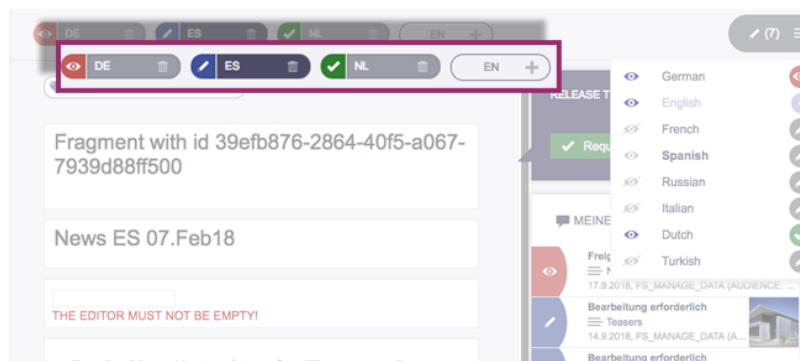 DE ES NL EN
(7)
DE ES NL EN
RELEASE T
Requ
German
English
French
Spanish
Russian
Italian
Dutch
Turkish
Fragment with id 39efb876-2864-40f5-a067-
7939d88ff500
News ES 07.Feb18
THE EDITOR MUST NOT BE EMPTY!
MEINE
Freig
N
17.9.2018, FS_MANAGE_DATA (AUDIENCE: ...
Bearbeitung erforderlich
Teasers
14.9.2018, FS_MANAGE_DATA (A...
Bearbeitung erforderlich